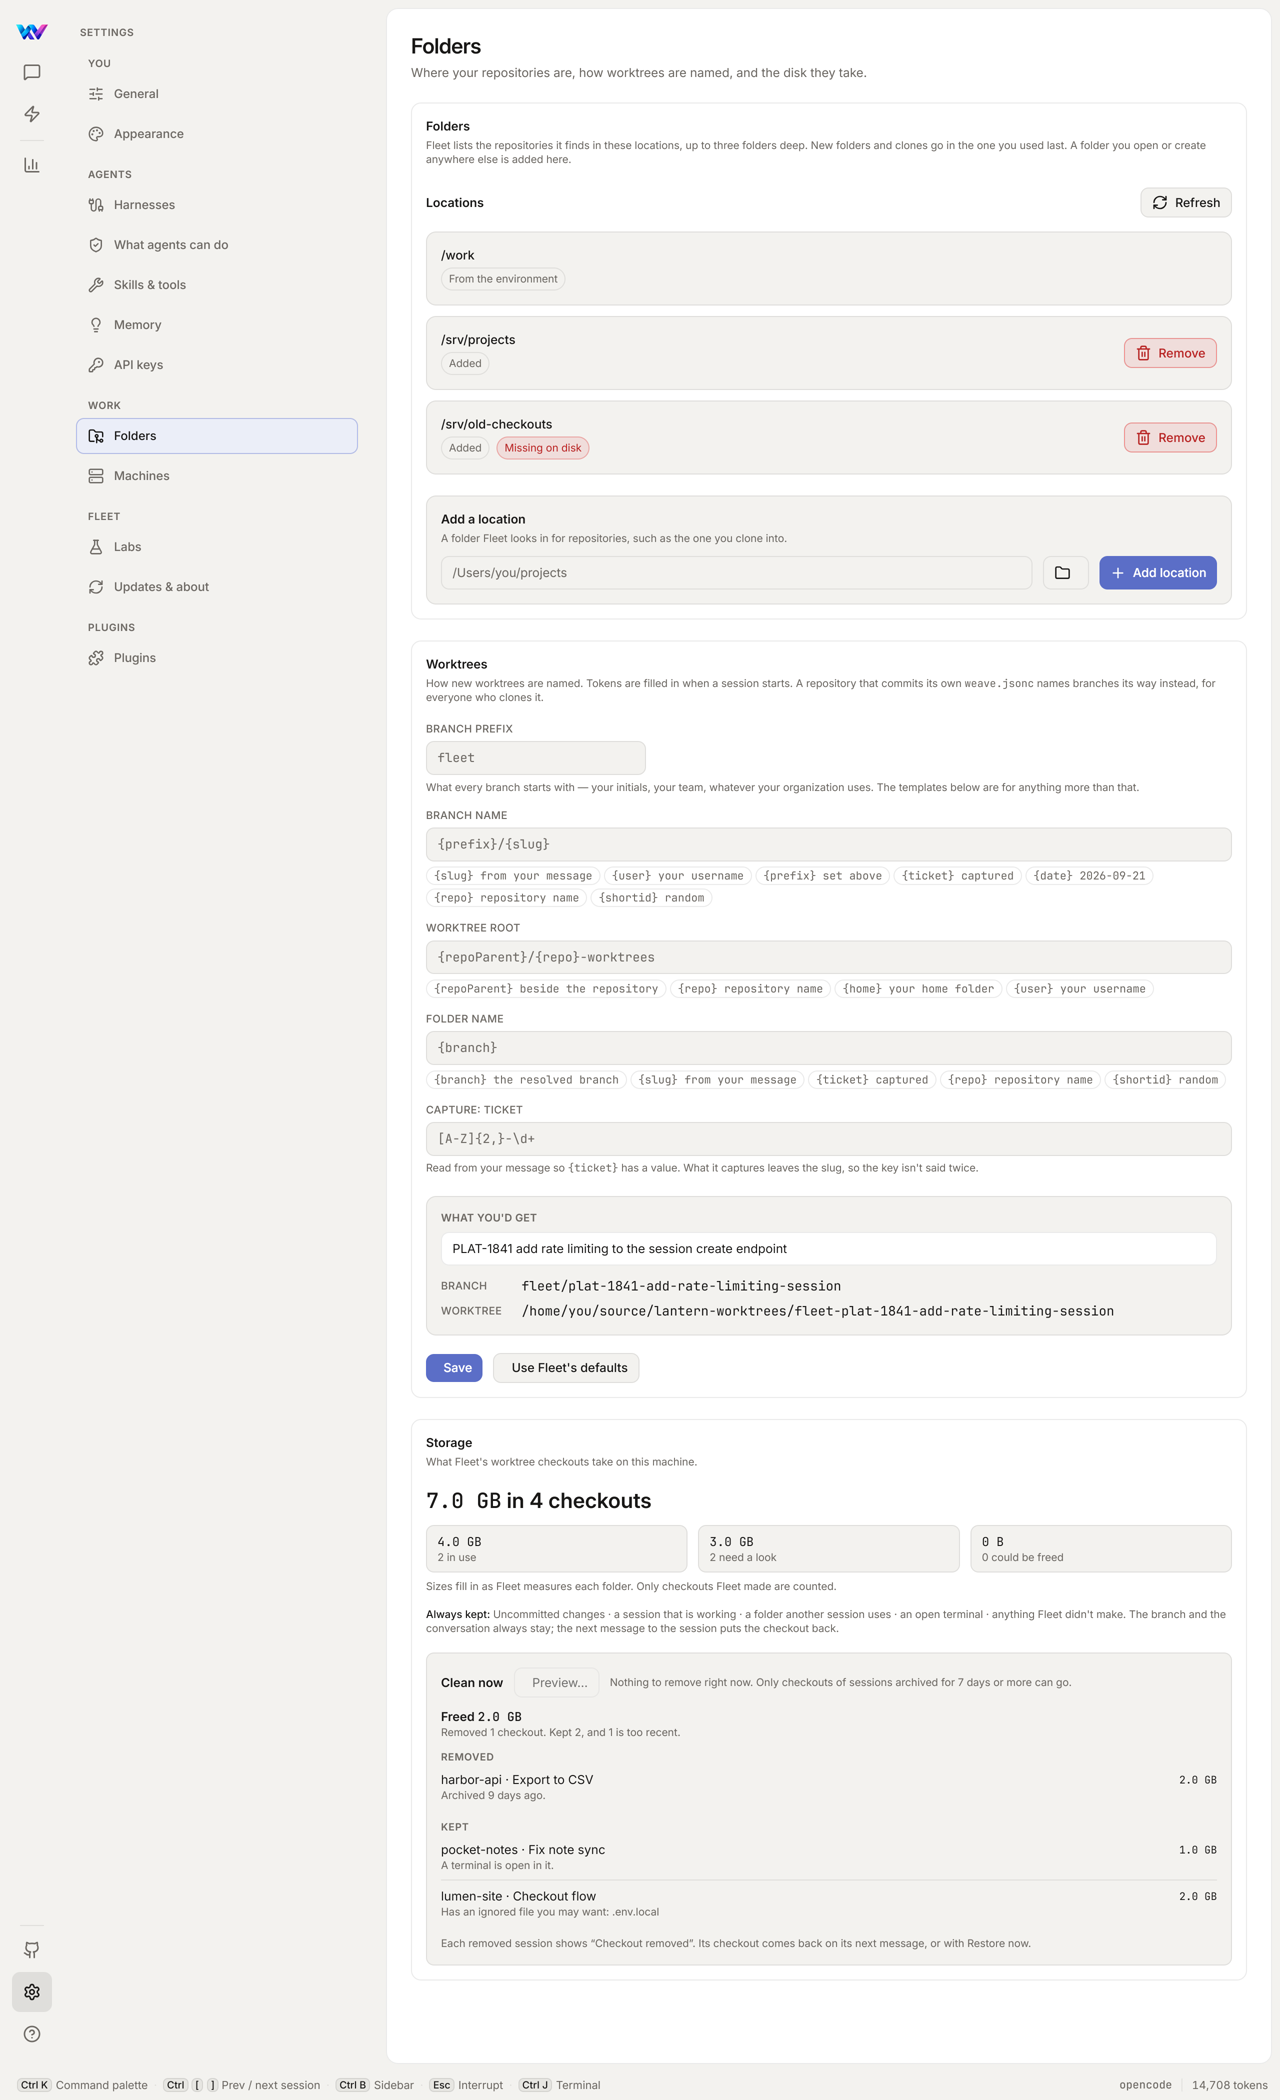 SETTINGS
YOU
General
Appearance
AGENTS
Harnesses
What agents can do
Skills & tools
Memory
API keys
WORK
Folders
Machines
FLEET
Labs
Updates & about
PLUGINS
Plugins
Folders
Where your repositories are, how worktrees are named, and the disk they take.
Folders
Fleet lists the repositories it finds in these locations, up to three folders deep. New folders and clones go in the one you used last. A folder you open or create
anywhere else is added here.
Locations
Refresh
/work
From the environment
/srv/projects
Added
Remove
/srv/old-checkouts
Added Missing on disk
Remove
Add a location
A folder Fleet looks in for repositories, such as the one you clone into.
/Users/you/projects
Add location
Worktrees
How new worktrees are named. Tokens are filled in when a session starts. A repository that commits its own weave.jsonc names branches its way instead, for
everyone who clones it.
BRANCH PREFIX
fleet
What every branch starts with — your initials, your team, whatever your organization uses. The templates below are for anything more than that.
BRANCH NAME
{prefix}/{slug}
{slug} from your message {user} your username {prefix} set above {ticket} captured {date} 2026-09-21
{repo} repository name {shortid} random
WORKTREE ROOT
{repoParent}/{repo}-worktrees
{repoParent} beside the repository {repo} repository name {home} your home folder {user} your username
FOLDER NAME
{branch}
{branch} the resolved branch {slug} from your message {ticket} captured {repo} repository name {shortid} random
CAPTURE: TICKET
[A-Z]{2,}-\d+
Read from your message so {ticket} has a value. What it captures leaves the slug, so the key isn't said twice.
WHAT YOU'D GET
PLAT-1841 add rate limiting to the session create endpoint
BRANCH fleet/plat-1841-add-rate-limiting-session
WORKTREE /home/you/source/lantern-worktrees/fleet-plat-1841-add-rate-limiting-session
Save
Use Fleet's defaults
Storage
What Fleet's worktree checkouts take on this machine.
7.0 GB in 4 checkouts
4.0 GB
2 in use
3.0 GB
2 need a look
0 B
0 could be freed
Sizes fill in as Fleet measures each folder. Only checkouts Fleet made are counted.
Always kept: Uncommitted changes · a session that is working · a folder another session uses · an open terminal · anything Fleet didn't make. The branch and the
conversation always stay; the next message to the session puts the checkout back.
Clean now Preview... Nothing to remove right now. Only checkouts of sessions archived for 7 days or more can go.
Freed 2.0 GB
Removed 1 checkout. Kept 2, and 1 is too recent.
REMOVED
harbor-api · Export to CSV 2.0 GB
Archived 9 days ago.
KEPT
pocket-notes · Fix note sync 1.0 GB
A terminal is open in it.
lumen-site · Checkout flow 2.0 GB
Has an ignored file you may want: .env.local
Each removed session shows “Checkout removed”. Its checkout comes back on its next message, or with Restore now.
Ctrl K Command palette Ctrl [ ] Prev / next session Ctrl B Sidebar Esc Interrupt Ctrl J Terminal opencode 14,708 tokens